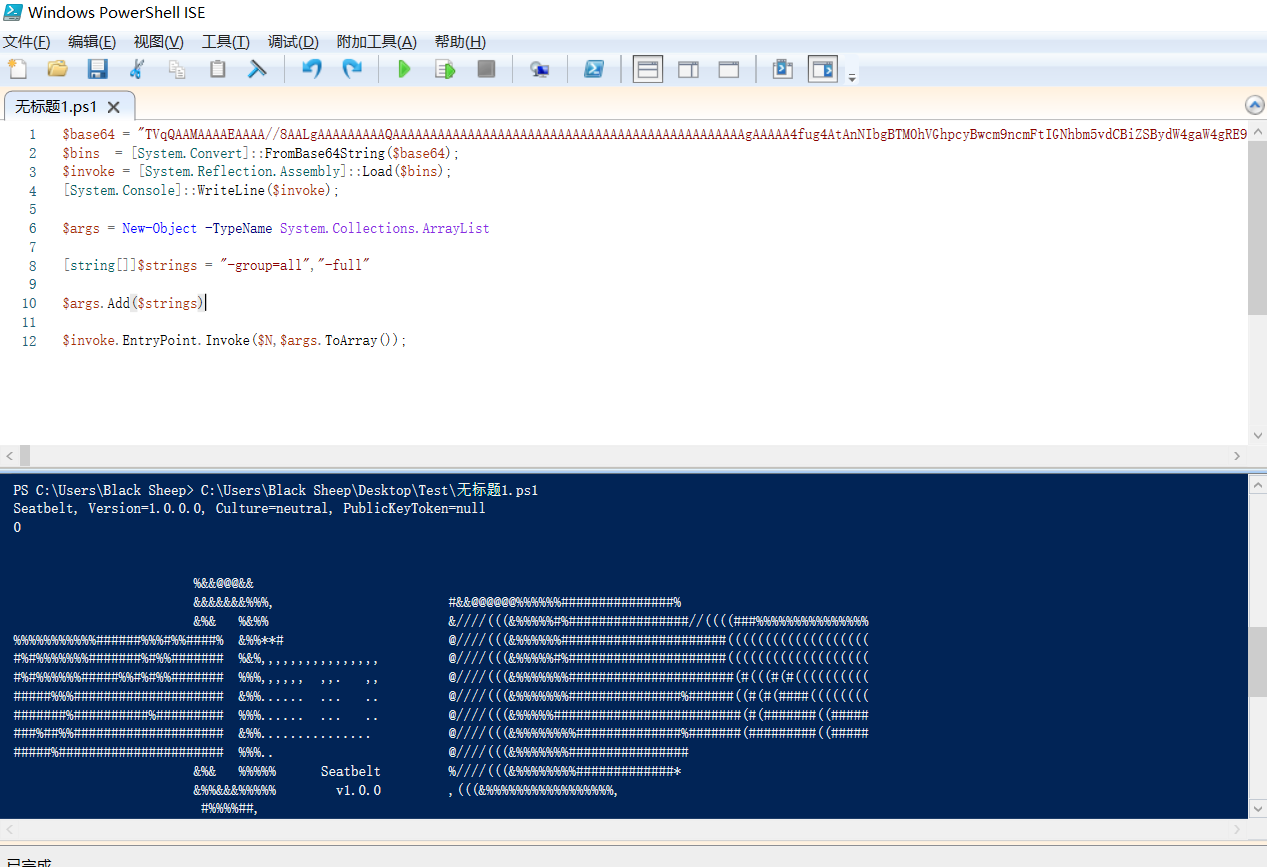 Windows PowerShell ISE
文件(F) 编辑(E) 视图(V) 工具(T) 调试(D) 附加工具(A) 帮助(H)
无标题1.ps1
1 $base64 = "TVqQAAMAAAAEAAAA//8AALgAAAAAAAAAQAAAAAAAAAAAAAAAAAAAAAAAAAAAAAAAAAAAAAAAAAAAAAAAgAAAAA4fug4AtAnNIbgBTM0hVGhpcyBwcm9ncmFtIGNhbm5vdCBiZSBydW4gaW4gRE9
2 $bins = [System.Convert]::FromBase64String($base64);
3 $invoke = [System.Reflection.Assembly]::Load($bins);
4 [System.Console]::WriteLine($invoke);
5
6 $args = New-Object -TypeName System.Collections.ArrayList
7
8 [string[]]$strings = "-group=all","-full"
9
10 $args.Add($strings)
11
12 $invoke.EntryPoint.Invoke($N,$args.ToArray());
PS C:\Users\Black Sheep> C:\Users\Black Sheep\Desktop\Test\无标题1.ps1
Seatbelt, Version=1.0.0.0, Culture=neutral, PublicKeyToken=null
0
%&&@@@&&
&&&&&&&%%%, #&&@@@@@@%%%%%%###############%
&%& %&%% &////(((&%%%%%#%################//((((###%%%%%%%%%%%%%%%
%%%%%%%%%%%######%%%#%%####% &%%**# @////(((&%%%%%%######################(((((((((((((((((((
#%#%%%%%%%#######%#%%####### %&%,,,,,,,,,,,,,,,, @////(((&%%%%%#%#####################(((((((((((((((((((
#%#%%%%%%#####%%#%#%%####### %%%,,,,,, ,,. ,, @////(((&%%%%%%%######################(#(((#(#((((((((((
#####%%%#################### &%%...... ... .. @////(((&%%%%%%%###############%######((#(#(####((((((((
#######%##########%######### %%%...... ... .. @////(((&%%%%%#########################(#(#######((#####
###%##%%#################### &%%............... @////(((&%%%%%%%%##############%#######(#########((#####
#####%###################### %%%.. @////(((&%%%%%%%################
&%& %%%%% Seatbelt %////(((&%%%%%%%%#############*
&%%&&&%%%%% v1.0.0 ,(((&%%%%%%%%%%%%%%%%%,
#%%%%##,
已完成